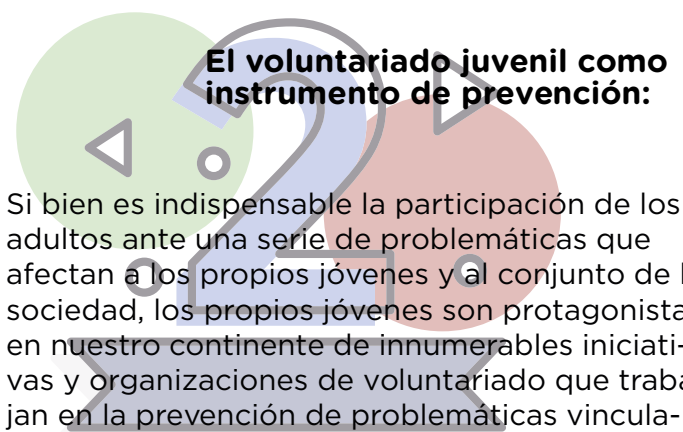 El voluntariado juvenil como
instrumento de prevención:
2
Si bien es indispensable la participación de los
adultos ante una serie de problemáticas que
afectan a los propios jóvenes y al conjunto de
sociedad, los propios jóvenes son protagonista
en nuestro continente de innumerables iniciati-
vas y organizaciones de voluntariado que traba
jan en la prevención de problemáticas vincula-